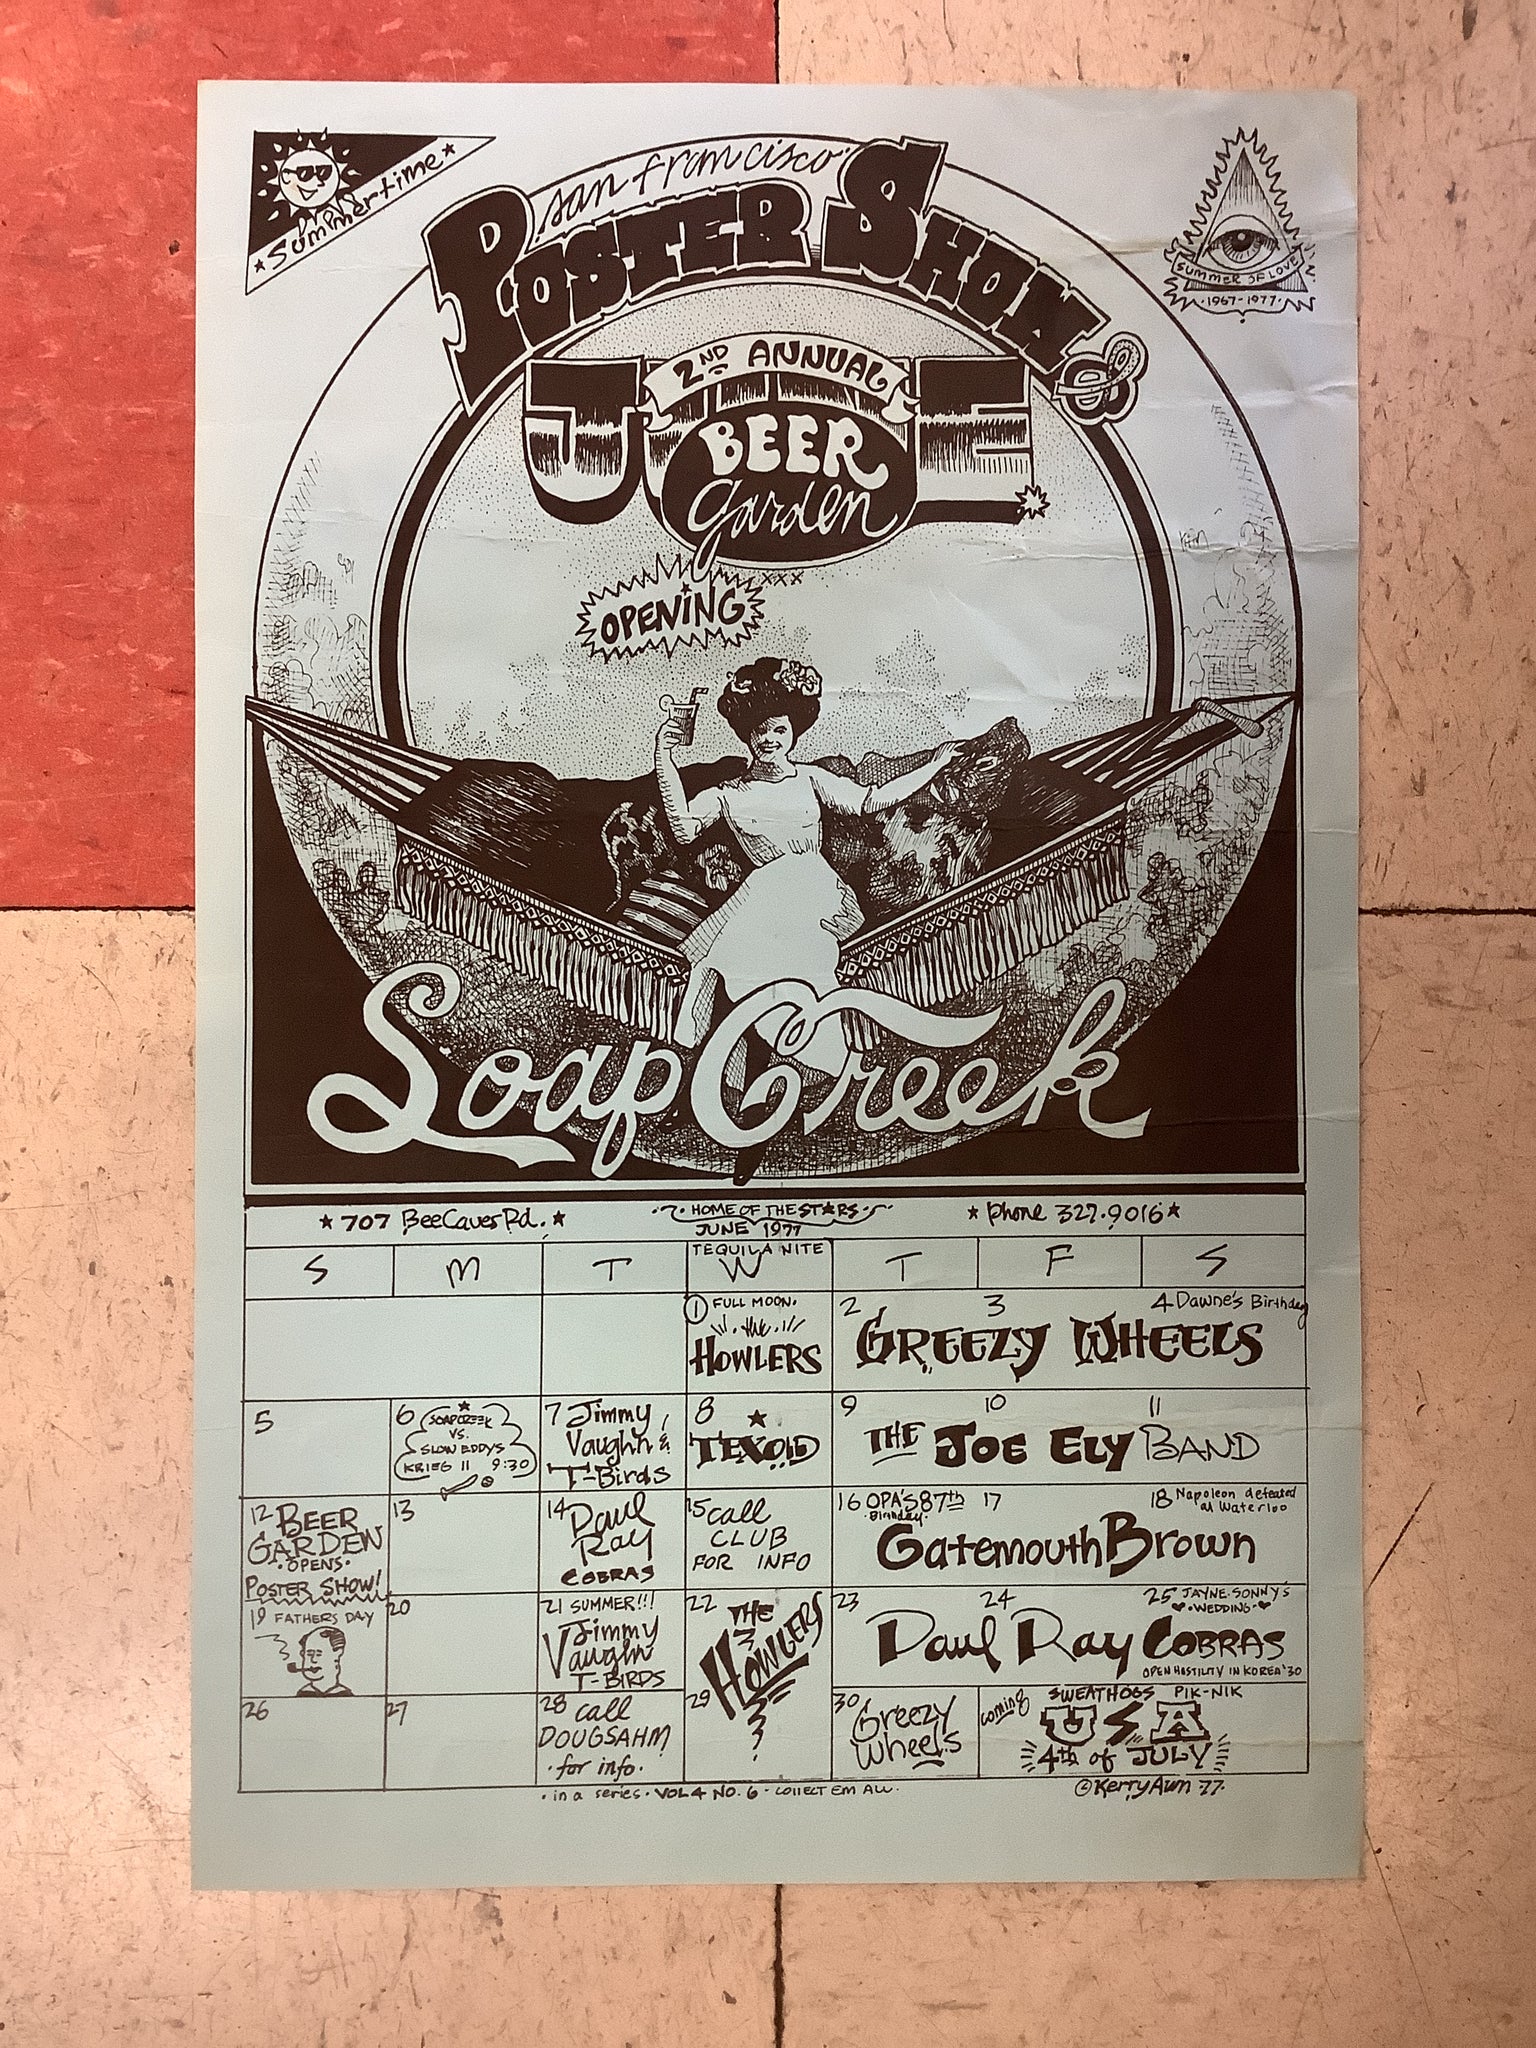 ★ Summertime ★
san francisco
POSTER SHOW
&
SUMMER OF LOVE
· 1967-1977 ·
2ND ANNUAL
JUNE
BEER
garden
XXX
OPENING
Soap Creek
★ 707 Bee Caves Rd. ★
HOME OF THE ST★RS
★ phone 327-9016 ★
JUNE 1977
TEQUILA NITE
S M T W T F S
1 FULL MOON.
the
HOWLERS
2 3 4 Dawne's Birthday
GREEZY WHEELS
5
6 SOAPCREEK
VS.
SLOW EDDYS
KRIEG 11 9:30
7 Jimmy
Vaughn &
T-Birds
8
TEXOID
9 10 11
THE JOE ELY BAND
12 BEER
GARDEN
· OPENS ·
POSTER SHOW!
13
14 Paul
Ray
COBRAS
15 call
CLUB
FOR INFO
16 OPA'S 87th
Birthday
17
18 Napoleon defeated
at Waterloo
Gatemouth Brown
19 FATHERS DAY
20
21 SUMMER!!!
Jimmy
Vaughn
T-BIRDS
22
THE
HOWLERS
23 24 25 JAYNE-SONNY'S
· WEDDING ·
Paul Ray COBRAS
OPEN HOSTILITY IN KOREA '50
26
27
28 call
DOUGSAHM
· for info ·
29
30
Greezy
Wheels
coming
SWEATHOGS PIK-NIK
USA
4th of JULY
· in a series · VOL 4 NO. 6 · COLLECT EM ALL ·
© Kerry Awn 77